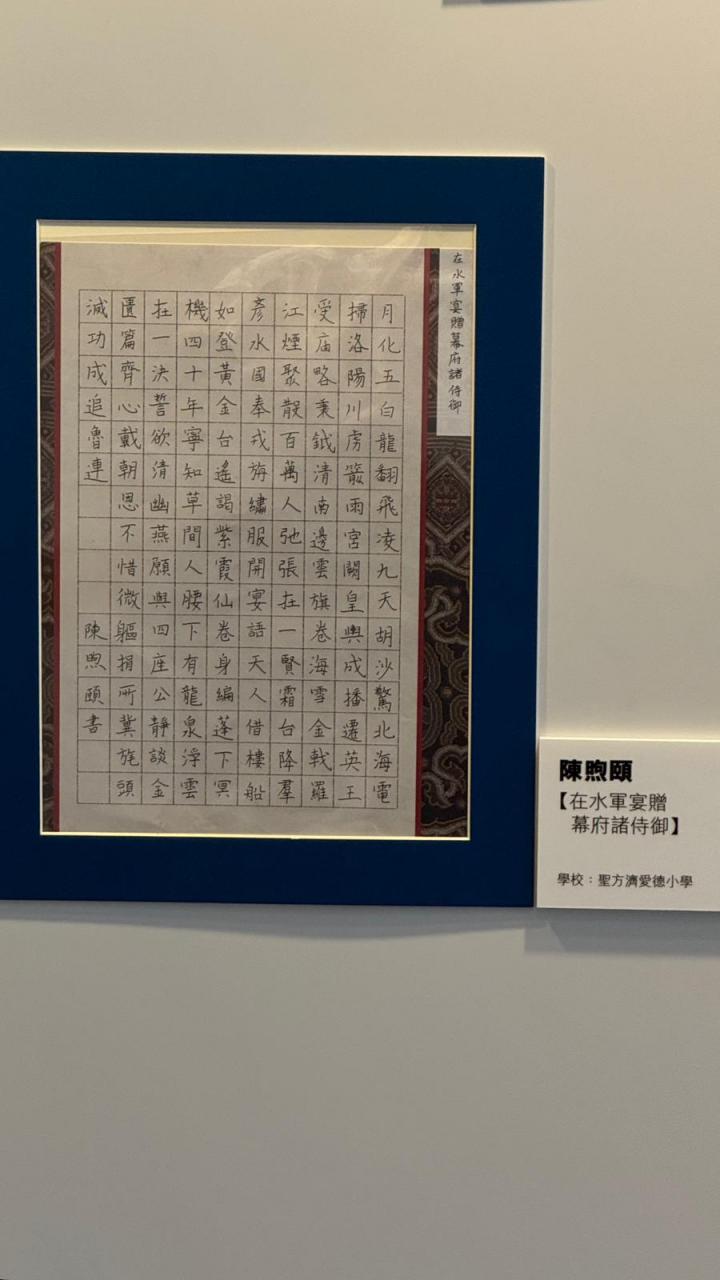 在水軍宴贈幕府諸侍御
月化五白龍翻飛凌九天胡沙驚北海電
掃洛陽川虜箭雨宮闕皇輿成播遷英王
受庙略秉鉞清南邊雲旗卷海雪金戟羅
江煙聚散百萬人弛張在一賢霜台降羣
彥水國奉戎旃繡服開宴語天人借樓船
如登黃金台遙謁紫霞仙卷身編蓬下冥
機四十年寧知草間人腰下有龍泉浮雲
在一決誓欲清幽燕願與四座公靜談金
匱篇齊心戴朝恩不惜微軀捐所冀旄頭
滅功成追魯連 陳煦頤書
陳煦頤
【在水軍宴贈
幕府諸侍御】
學校：聖方濟愛德小學